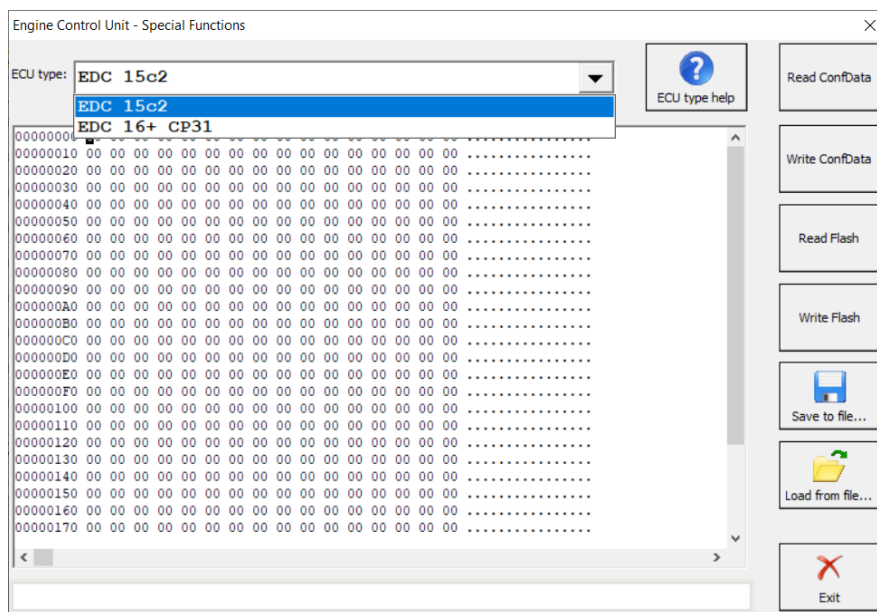 Engine Control Unit - Special Functions
ECU type:
EDC 15c2
ECU type help
Read ConfData
EDC 15c2
EDC 16+ CP31
Write ConfData
00000010 00 00 00 00 00 00 00 00 00 00 00 00 00 00 00 00 ................
00000020 00 00 00 00 00 00 00 00 00 00 00 00 00 00 00 00 ................
00000030 00 00 00 00 00 00 00 00 00 00 00 00 00 00 00 00 ................
00000040 00 00 00 00 00 00 00 00 00 00 00 00 00 00 00 00 ................
00000050 00 00 00 00 00 00 00 00 00 00 00 00 00 00 00 00 ................
00000060 00 00 00 00 00 00 00 00 00 00 00 00 00 00 00 00 ................
Read Flash
00000070 00 00 00 00 00 00 00 00 00 00 00 00 00 00 00 00 ................
00000080 00 00 00 00 00 00 00 00 00 00 00 00 00 00 00 00 ................
00000090 00 00 00 00 00 00 00 00 00 00 00 00 00 00 00 00 ................
000000A0 00 00 00 00 00 00 00 00 00 00 00 00 00 00 00 00 ................
000000B0 00 00 00 00 00 00 00 00 00 00 00 00 00 00 00 00 ................
Write Flash
000000C0 00 00 00 00 00 00 00 00 00 00 00 00 00 00 00 00 ................
000000D0 00 00 00 00 00 00 00 00 00 00 00 00 00 00 00 00 ................
000000E0 00 00 00 00 00 00 00 00 00 00 00 00 00 00 00 00 ................
000000F0 00 00 00 00 00 00 00 00 00 00 00 00 00 00 00 00 ................
00000100 00 00 00 00 00 00 00 00 00 00 00 00 00 00 00 00 ................
Save to file...
00000110 00 00 00 00 00 00 00 00 00 00 00 00 00 00 00 00 ................
00000120 00 00 00 00 00 00 00 00 00 00 00 00 00 00 00 00 ................
00000130 00 00 00 00 00 00 00 00 00 00 00 00 00 00 00 00 ................
00000140 00 00 00 00 00 00 00 00 00 00 00 00 00 00 00 00 ................
00000150 00 00 00 00 00 00 00 00 00 00 00 00 00 00 00 00 ................
Load from file...
00000160 00 00 00 00 00 00 00 00 00 00 00 00 00 00 00 00 ................
00000170 00 00 00 00 00 00 00 00 00 00 00 00 00 00 00 00 ................
Exit